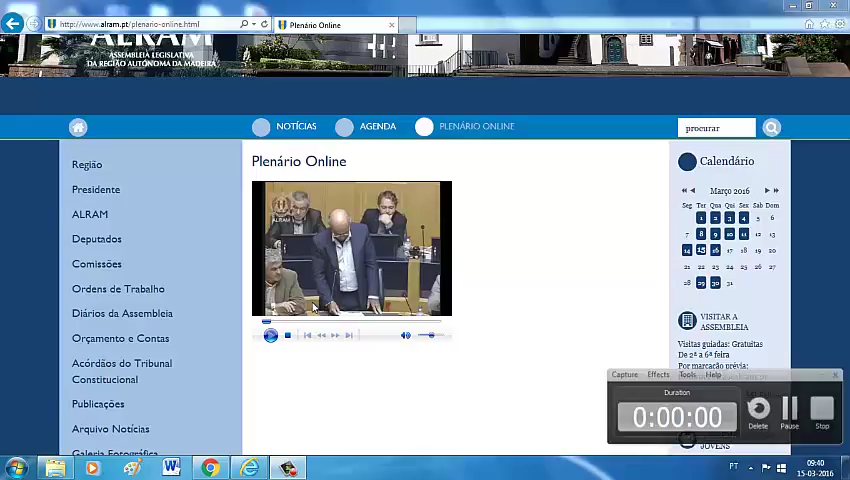 http://www.alram.pt/plenario-online.html
Plenário Online
ALRAM
ASSEMBLEIA LEGISLATIVA
DA REGIÃO AUTÓNOMA DA MADEIRA
NOTÍCIAS
AGENDA
PLENÁRIO ONLINE
procurar
Região
Presidente
ALRAM
Deputados
Comissões
Ordens de Trabalho
Diários da Assembleia
Orçamento e Contas
Acórdãos do Tribunal
Constitucional
Publicações
Arquivo Notícias
Galeria Fotográfica
Plenário Online
ALRAM
Calendário
Março 2016
Seg Ter Qua Qui Sex Sab Dom
1 2 3 4 5 6
7 8 9 10 11 12 13
14 15 16 17 18 19 20
21 22 23 24 25 26 27
28 29 30 31
VISITAR A
ASSEMBLEIA
Visitas guiadas: Gratuitas
De 2ª a 6ª feira
Por marcação prévia:
Capture Effects Tools Help
Duration
0:00:00
Delete Pause Stop
JOVENS
PT
09:40
15-03-2016